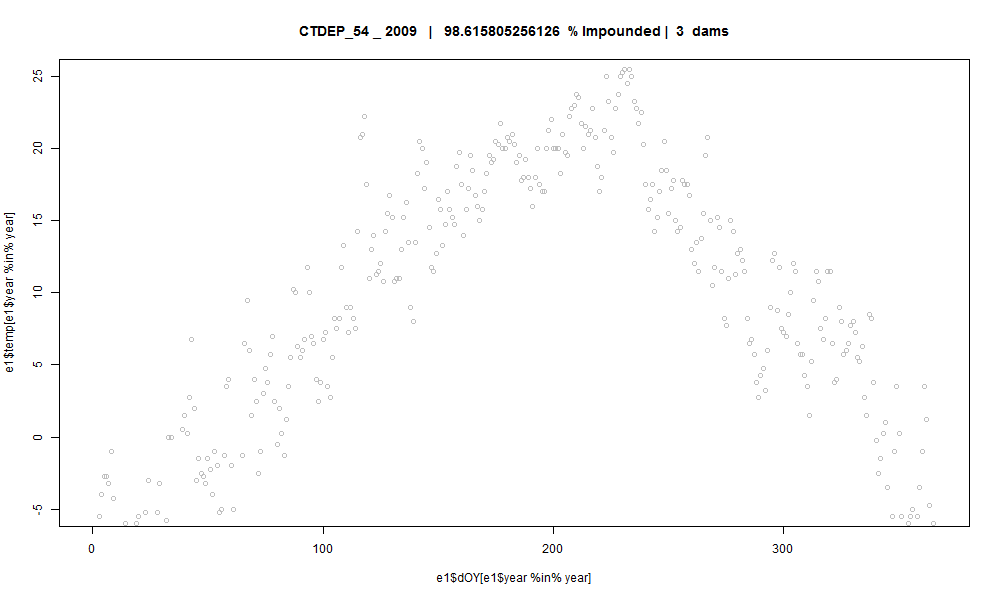 CTDEP_54 _ 2009 | 98.615805256126 % Impounded | 3 dams
e1$temp[e1$year %in% year]
25
20
15
10
5
0
-5
0 100 200 300
e1$dOY[e1$year %in% year]